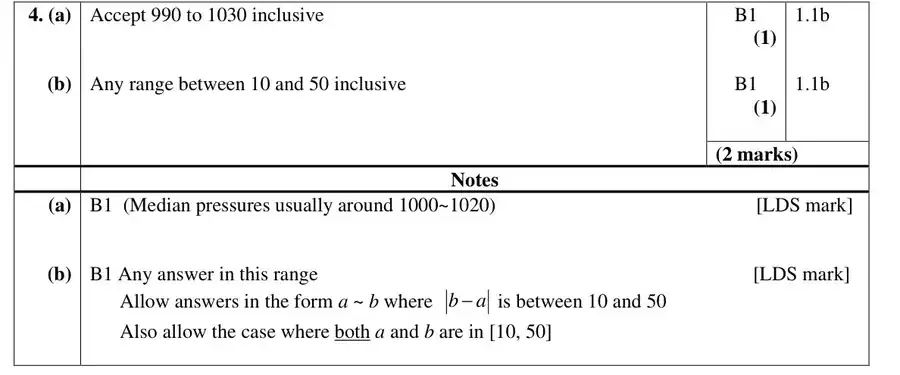 4. (a) Accept 990 to 1030 inclusive B1 1.1b
(1)
(b) Any range between 10 and 50 inclusive B1 1.1b
(1)
(2 marks)
Notes
(a) B1 (Median pressures usually around 1000~1020) [LDS mark]
(b) B1 Any answer in this range [LDS mark]
Allow answers in the form a ~ b where |b – a| is between 10 and 50
Also allow the case where both a and b are in [10, 50]